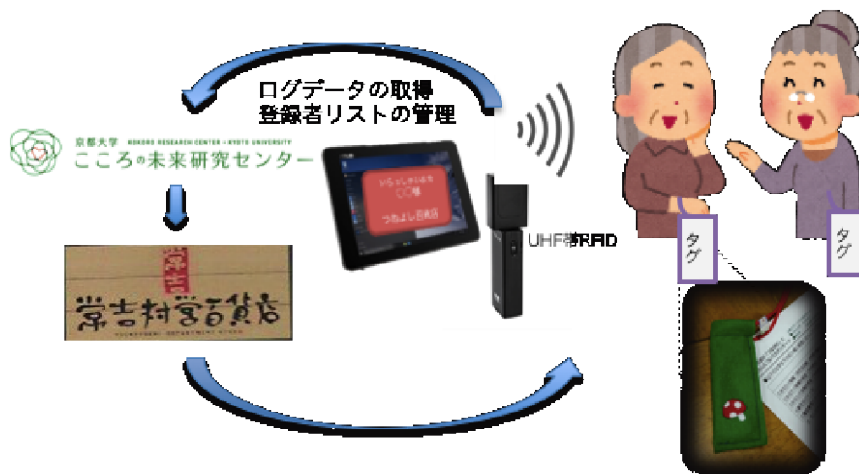 ログデータの取得
登録者リストの管理
京都大学 KOKORO RESEARCH CENTER - KYOTO UNIVERSITY
こころの未来研究センター
いらっしゃいませ
○○様
つねよし百貨店
UHF帯RFID
タグ
タグ
常吉
常吉村営百貨店
TSUNEYOSHI DEPARTMENT STORE